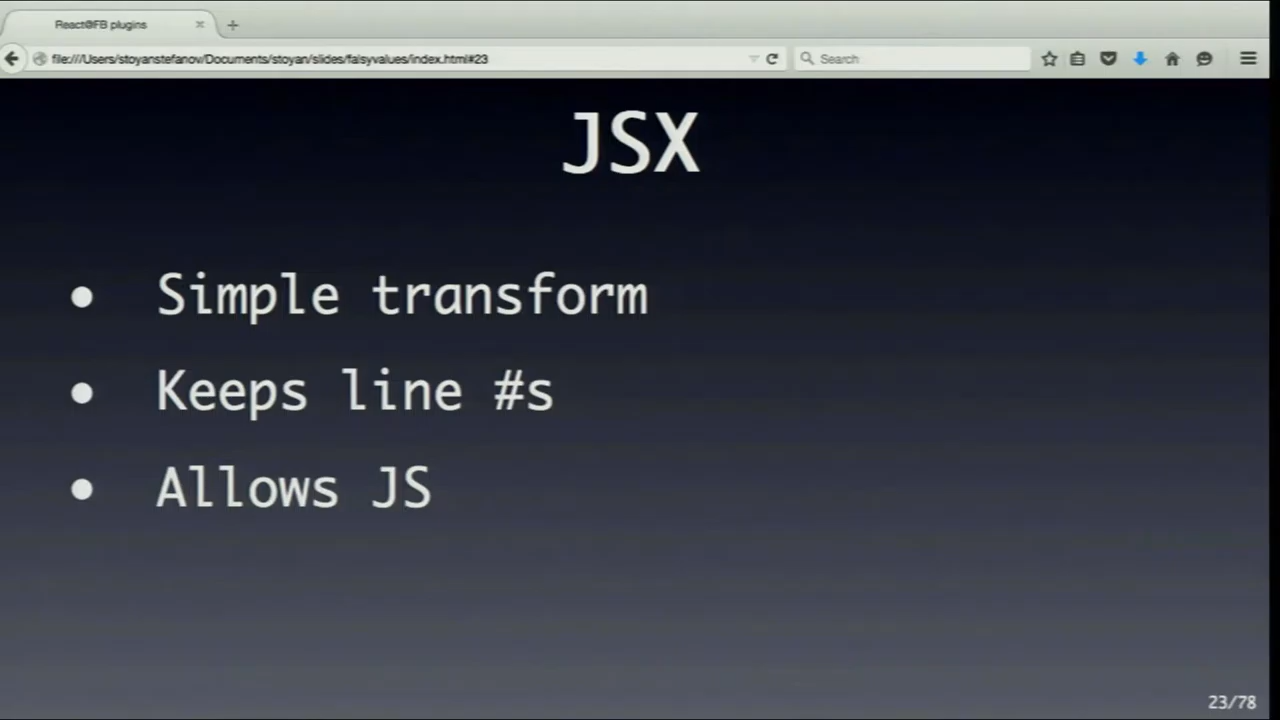 React@FB plugins
file:///Users/stoyanstefanov/Documents/stoyan/slides/falsyvalues/index.html#23
Search
JSX
• Simple transform
• Keeps line #s
• Allows JS
23/78